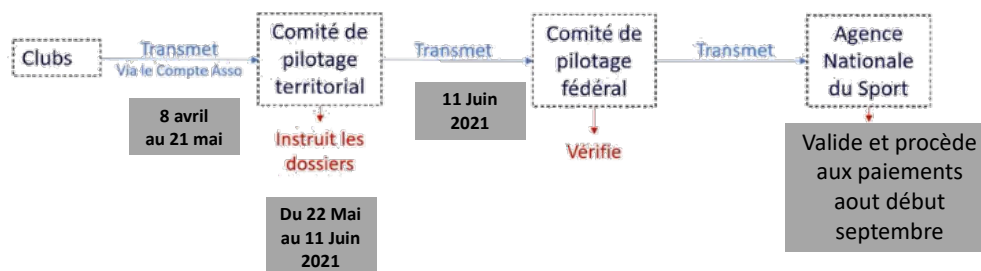 Clubs
Transmet
Via le Compte Asso
8 avril
au 21 mai
Comité de
pilotage
territorial
Instruit les
dossiers
Du 22 Mai
au 11 Juin
2021
Transmet
11 Juin
2021
Comité de
pilotage
fédéral
Vérifie
Transmet
Agence
Nationale
du Sport
Valide et procède
aux paiements
aout début
septembre